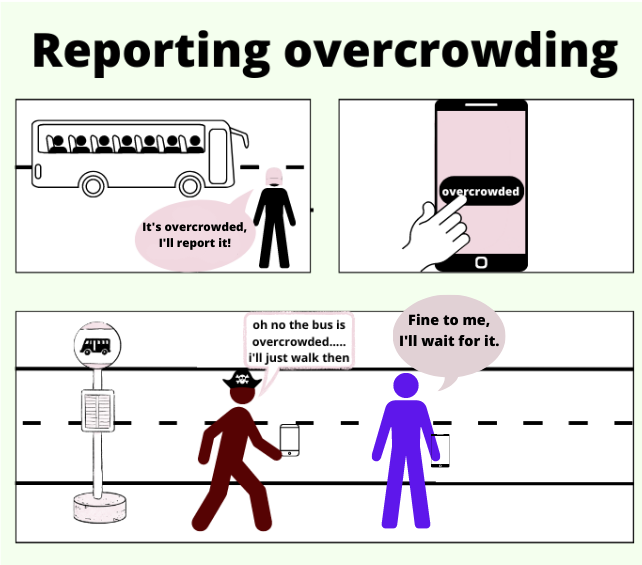 Reporting overcrowding
It's overcrowded,
I'll report it!
overcrowded
oh no the bus is
overcrowded.....
i'll just walk then
Fine to me,
I'll wait for it.